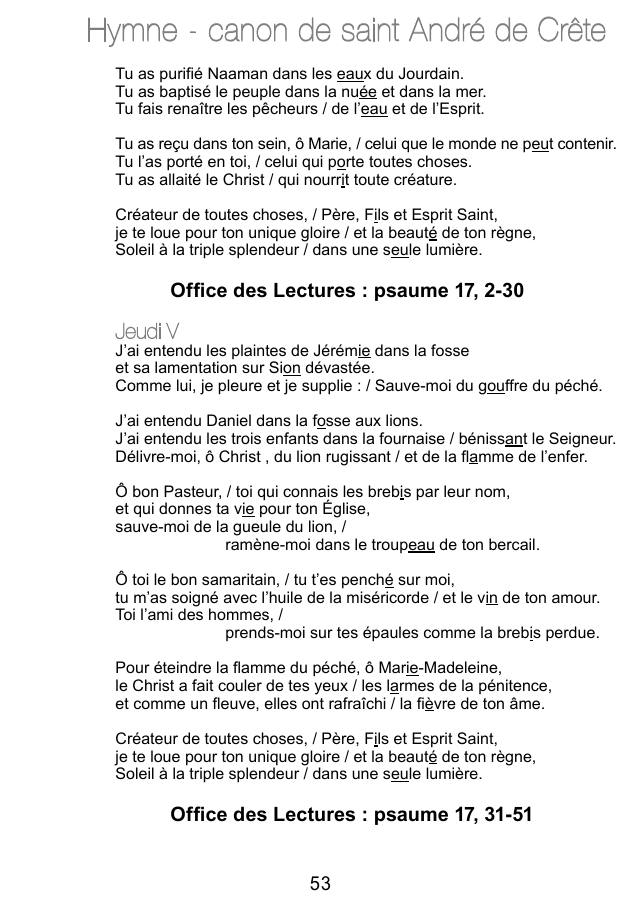 Hymne - canon de saint André de Crête
Tu as purifié Naaman dans les eaux du Jourdain.
Tu as baptisé le peuple dans la nuée et dans la mer.
Tu fais renaître les pêcheurs / de l’eau et de l’Esprit.
Tu as reçu dans ton sein, ô Marie, / celui que le monde ne peut contenir.
Tu l’as porté en toi, / celui qui porte toutes choses.
Tu as allaité le Christ / qui nourrit toute créature.
Créateur de toutes choses, / Père, Fils et Esprit Saint,
je te loue pour ton unique gloire / et la beauté de ton règne,
Soleil à la triple splendeur / dans une seule lumière.
Office des Lectures : psaume 17, 2-30
Jeudi V
J’ai entendu les plaintes de Jérémie dans la fosse
et sa lamentation sur Sion dévastée.
Comme lui, je pleure et je supplie : / Sauve-moi du gouffre du péché.
J’ai entendu Daniel dans la fosse aux lions.
J’ai entendu les trois enfants dans la fournaise / bénissant le Seigneur.
Délivre-moi, ô Christ , du lion rugissant / et de la flamme de l’enfer.
Ô bon Pasteur, / toi qui connais les brebis par leur nom,
et qui donnes ta vie pour ton Église,
sauve-moi de la gueule du lion, /
ramène-moi dans le troupeau de ton bercail.
Ô toi le bon samaritain, / tu t’es penché sur moi,
tu m’as soigné avec l’huile de la miséricorde / et le vin de ton amour.
Toi l’ami des hommes, /
prends-moi sur tes épaules comme la brebis perdue.
Pour éteindre la flamme du péché, ô Marie-Madeleine,
le Christ a fait couler de tes yeux / les larmes de la pénitence,
et comme un fleuve, elles ont rafraîchi / la fièvre de ton âme.
Créateur de toutes choses, / Père, Fils et Esprit Saint,
je te loue pour ton unique gloire / et la beauté de ton règne,
Soleil à la triple splendeur / dans une seule lumière.
Office des Lectures : psaume 17, 31-51
53